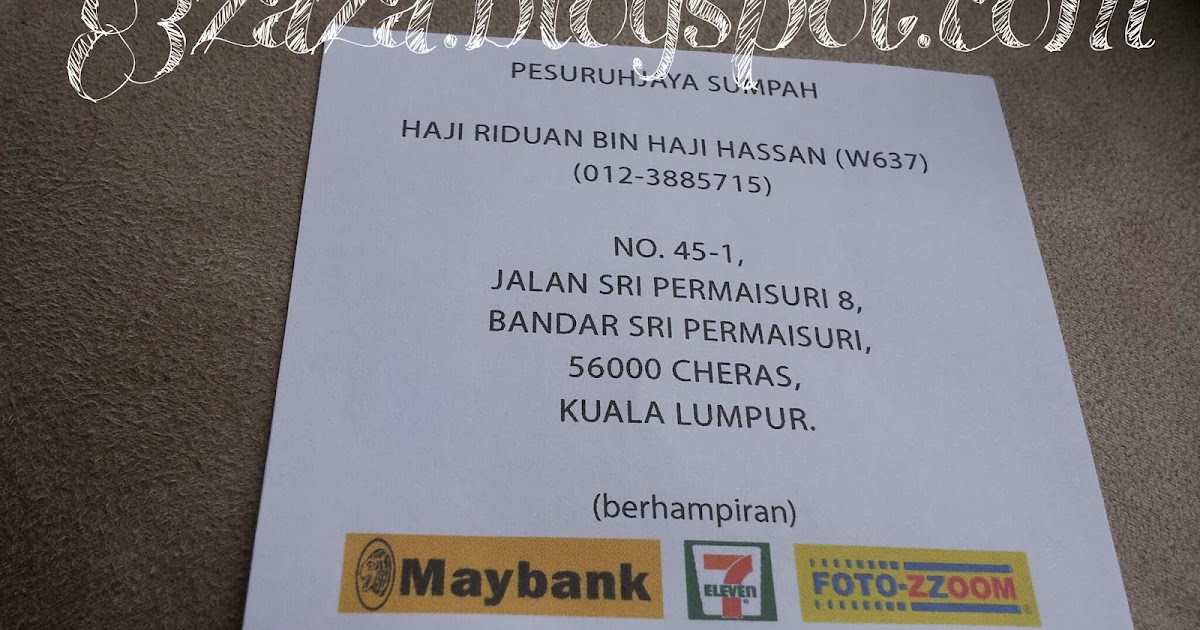 gzaza.blogspot.com
PESURUHJAYA SUMPAH
HAJI RIDUAN BIN HAJI HASSAN (W637)
(012-3885715)
NO. 45-1,
JALAN SRI PERMAISURI 8,
BANDAR SRI PERMAISURI,
56000 CHERAS,
KUALA LUMPUR.
(berhampiran)
Maybank 7 ELEVEN FOTO-ZZOOM